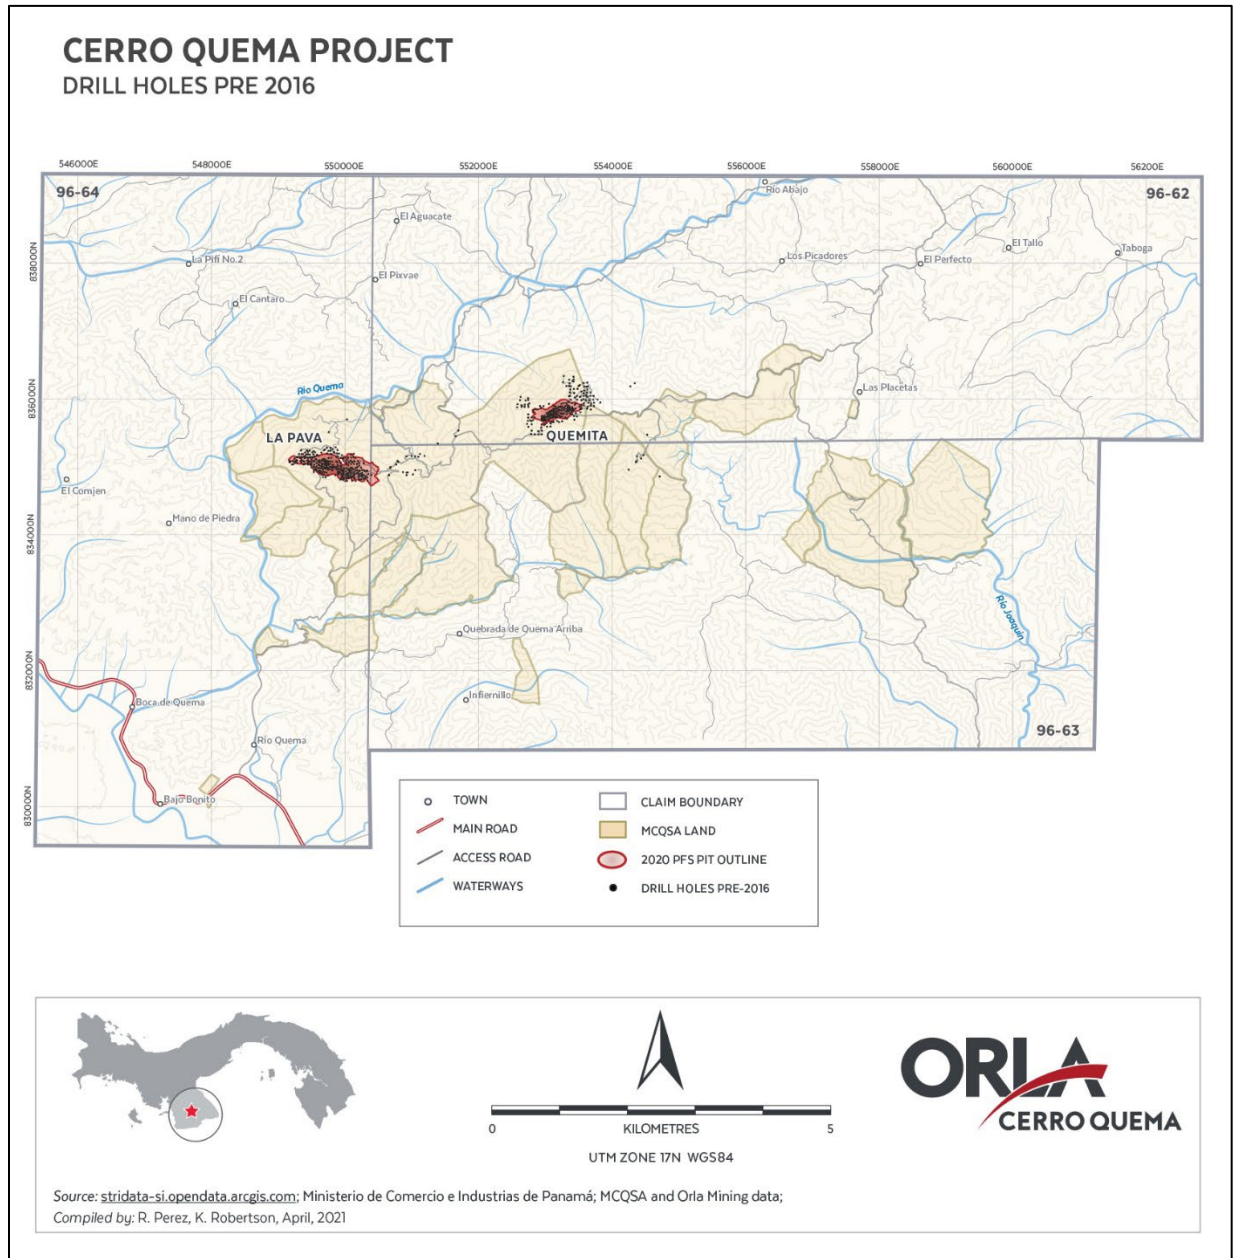 CERRO QUEMA PROJECT
DRILL HOLES PRE 2016
546000E 548000E 550000E 552000E 554000E 556000E 558000E 560000E 56200E
96-64
96-62
Río Abajo
El Aguacate
El Tallo
Taboga
838000N
La Pifi No.2
Los Picadores
El Perfecto
El Pixvae
El Cantaro
Río Quema
Las Placetas
836000N
LA PAVA
QUEMITA
El Comjen
Mano de Piedra
834000N
Río Joaquín
Quebrada de Quema Arriba
832000N
Infiernillo
Boca de Quema
Río Quema
96-63
Bajo Bonito
830000N
TOWN
MAIN ROAD
ACCESS ROAD
WATERWAYS
CLAIM BOUNDARY
MCQSA LAND
2020 PFS PIT OUTLINE
DRILL HOLES PRE-2016
0 KILOMETRES 5
UTM ZONE 17N WGS84
ORLA
CERRO QUEMA
Source: stridata-si.opendata.arcgis.com; Ministerio de Comercio e Industrias de Panamá; MCQSA and Orla Mining data;
Compiled by: R. Perez, K. Robertson, April, 2021